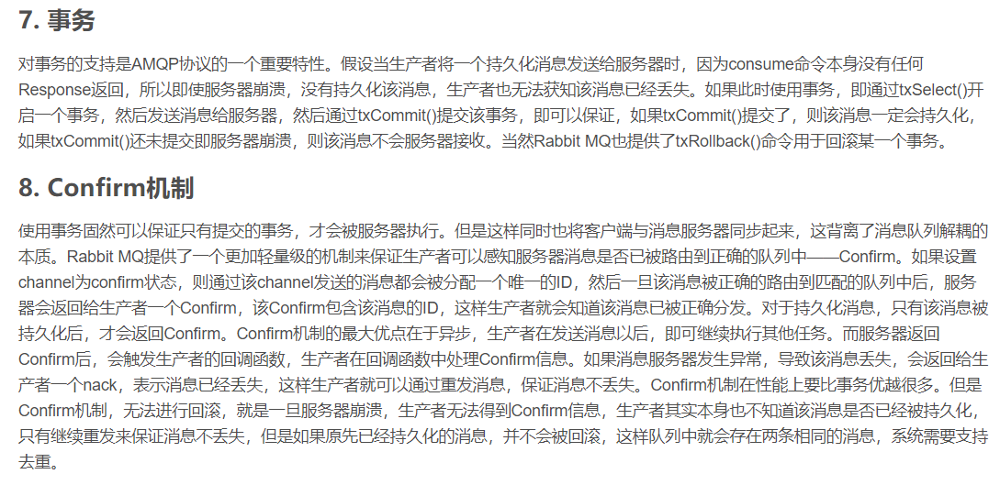 7. 事务
对事务的支持是AMQP协议的一个重要特性。假设当生产者将一个持久化消息发送给服务器时，因为consume命令本身没有任何
Response返回，所以即使服务器崩溃，没有持久化该消息，生产者也无法获知该消息已经丢失。如果此时使用事务，即通过txSelect()开
启一个事务，然后发送消息给服务器，然后通过txCommit()提交该事务，即可以保证，如果txCommit()提交了，则该消息一定会持久化，
如果txCommit()还未提交即服务器崩溃，则该消息不会服务器接收。当然Rabbit MQ也提供了txRollback()命令用于回滚某一个事务。
8. Confirm机制
使用事务固然可以保证只有提交的事务，才会被服务器执行。但是这样同时也将客户端与消息服务器同步起来，这背离了消息队列解耦的
本质。Rabbit MQ提供了一个更加轻量级的机制来保证生产者可以感知服务器消息是否已被路由到正确的队列中——Confirm。如果设置
channel为confirm状态，则通过该channel发送的消息都会被分配一个唯一的ID，然后一旦该消息被正确的路由到匹配的队列中后，服务
器会返回给生产者一个Confirm，该Confirm包含该消息的ID，这样生产者就会知道该消息已被正确分发。对于持久化消息，只有该消息被
持久化后，才会返回Confirm。Confirm机制的最大优点在于异步，生产者在发送消息以后，即可继续执行其他任务。而服务器返回
Confirm后，会触发生产者的回调函数，生产者在回调函数中处理Confirm信息。如果消息服务器发生异常，导致该消息丢失，会返回给生
产者一个nack，表示消息已经丢失，这样生产者就可以通过重发消息，保证消息不丢失。Confirm机制在性能上要比事务优越很多。但是
Confirm机制，无法进行回滚，就是一旦服务器崩溃，生产者无法得到Confirm信息，生产者其实本身也不知道该消息是否已经被持久化，
只有继续重发来保证消息不丢失，但是如果原先已经持久化的消息，并不会被回滚，这样队列中就会存在两条相同的消息，系统需要支持
去重。